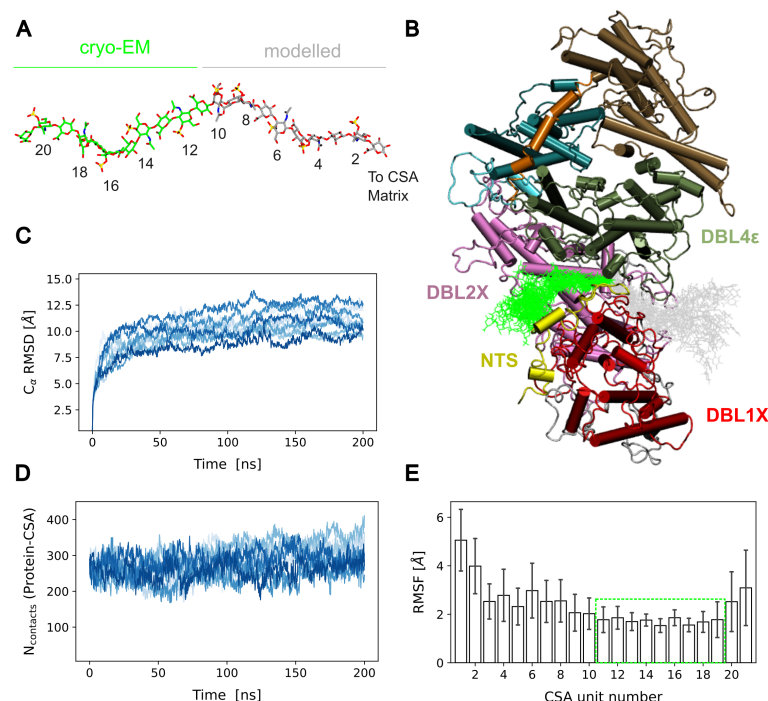 A
cryo-EM
modelled
20
18
16
14
12
10
8
6
4
2
To CSA
Matrix
B
DBL4ε
DBL2X
NTS
DBL1X
C
15.0
12.5
10.0
7.5
5.0
2.5
Cα RMSD [Å]
0
50
100
150
200
Time [ns]
D
400
300
200
100
Ncontacts (Protein-CSA)
0
50
100
150
200
Time [ns]
E
6
4
2
0
RMSF [Å]
2
4
6
8
10
12
14
16
18
20
CSA unit number